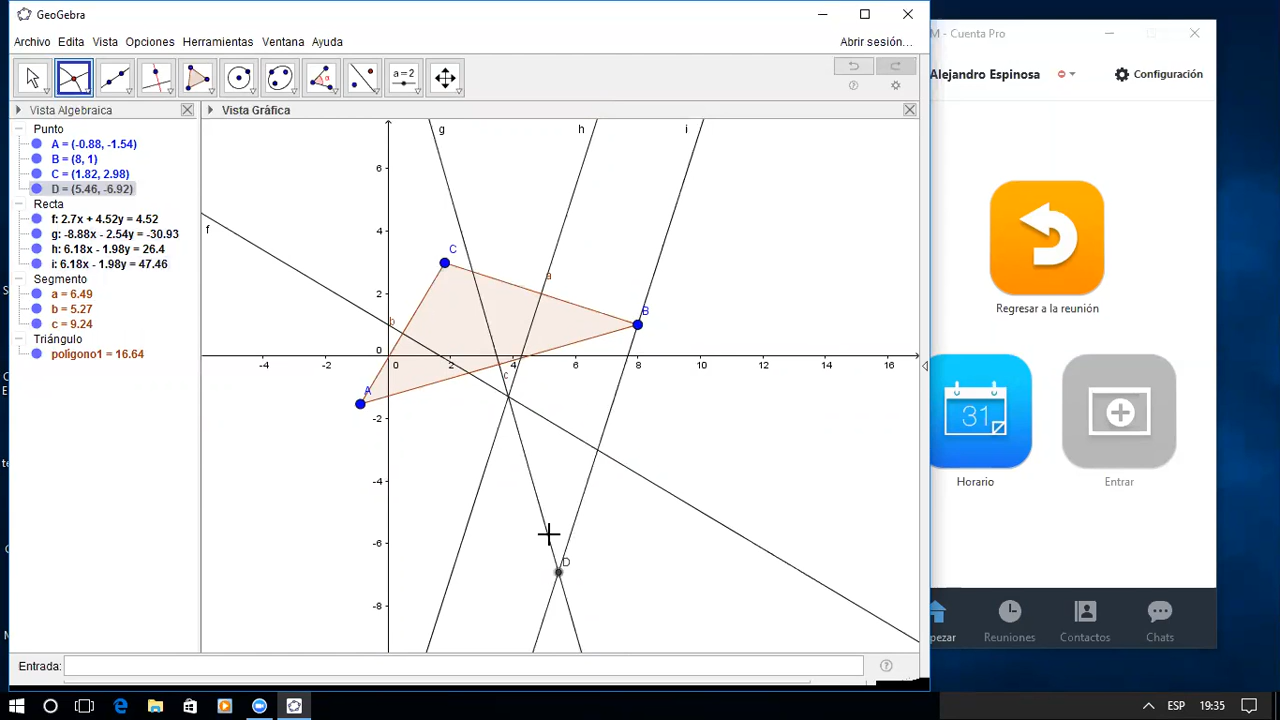 GeoGebra
Archivo Edita Vista Opciones Herramientas Ventana Ayuda
Abrir sesión...
a=2
Vista Algebraica
Punto
A = (-0.88, -1.54)
B = (8, 1)
C = (1.82, 2.98)
D = (5.46, -6.92)
Recta
f: 2.7x + 4.52y = 4.52
g: -8.88x - 2.54y = -30.93
h: 6.18x - 1.98y = 26.4
i: 6.18x - 1.98y = 47.46
Segmento
a = 6.49
b = 5.27
c = 9.24
Triángulo
polígono1 = 16.64
Vista Gráfica
g h i
6
f
4
C
a
2
B
b
0
-4 -2 0 2 4 6 8 10 12 14 16
c
A
-2
-4
-6
D
-8
Entrada:
M - Cuenta Pro
Alejandro Espinosa
Configuración
Regresar a la reunión
31
Horario
Entrar
pezar
Reuniones
Contactos
Chats
ESP 19:35